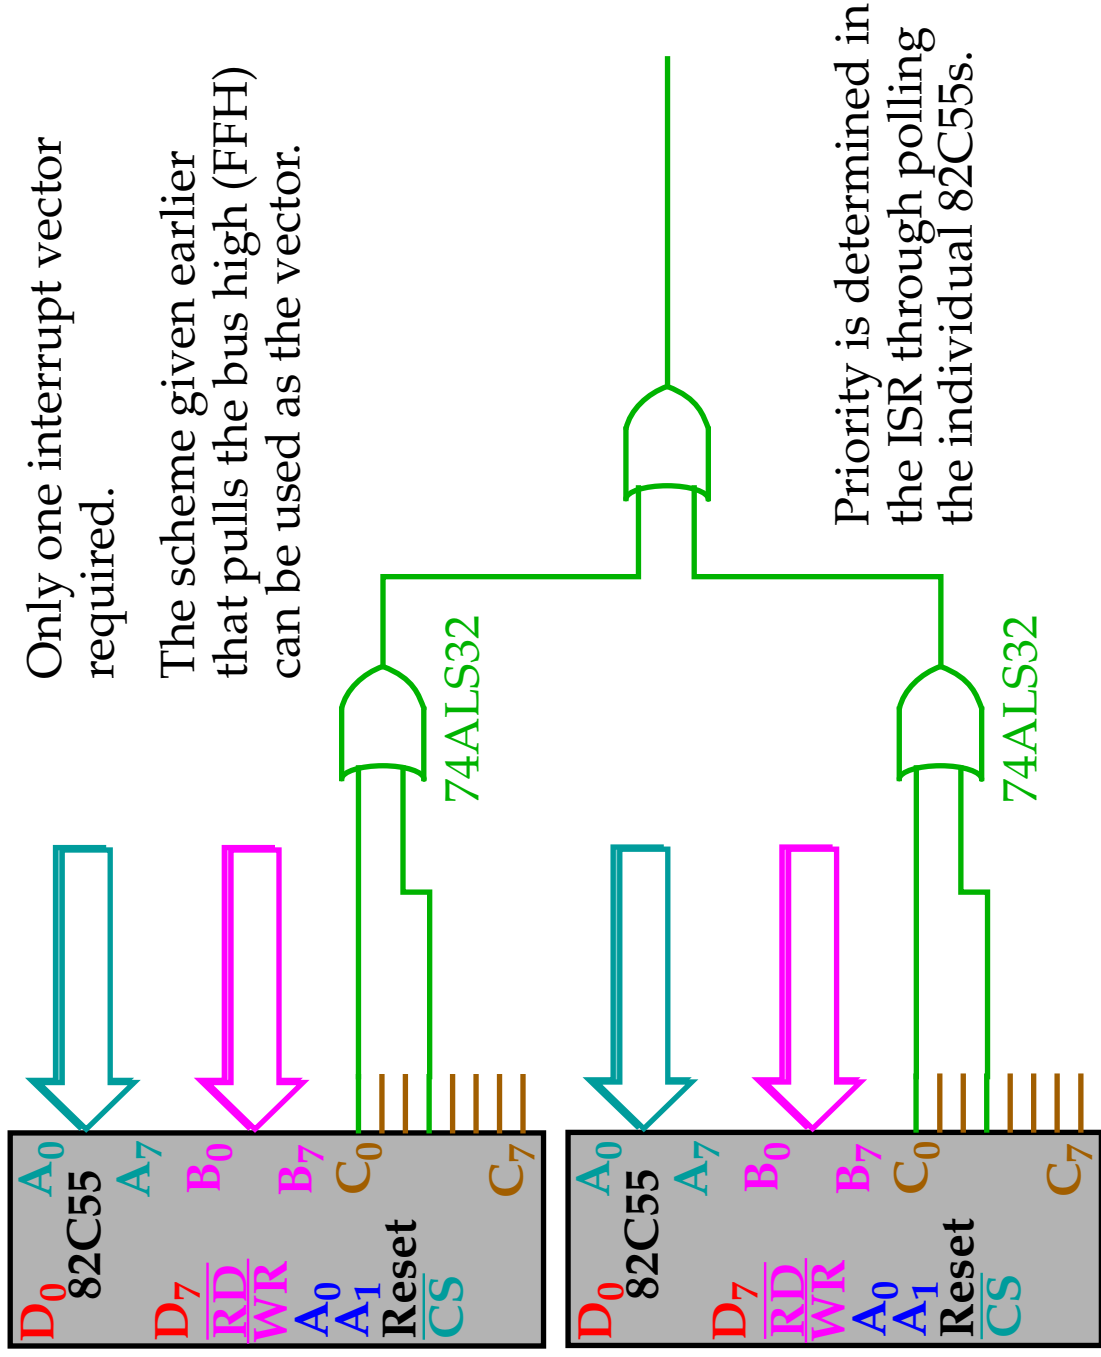 Only one interrupt vector
required.
The scheme given earlier
that pulls the bus high (FFH)
can be used as the vector.
D0
82C55
D7
RD
WR
A0
A1
Reset
CS
A0
A7
B0
B7
C0
C7
74ALS32
D0
82C55
D7
RD
WR
A0
A1
Reset
CS
A0
A7
B0
B7
C0
C7
74ALS32
Priority is determined in
the ISR through polling
the individual 82C55s.